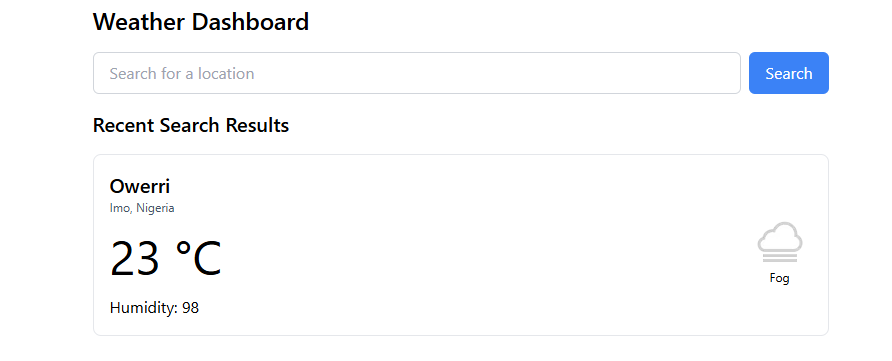 Weather Dashboard
Search for a location
Search
Recent Search Results
Owerri
Imo, Nigeria
23 °C
Fog
Humidity: 98